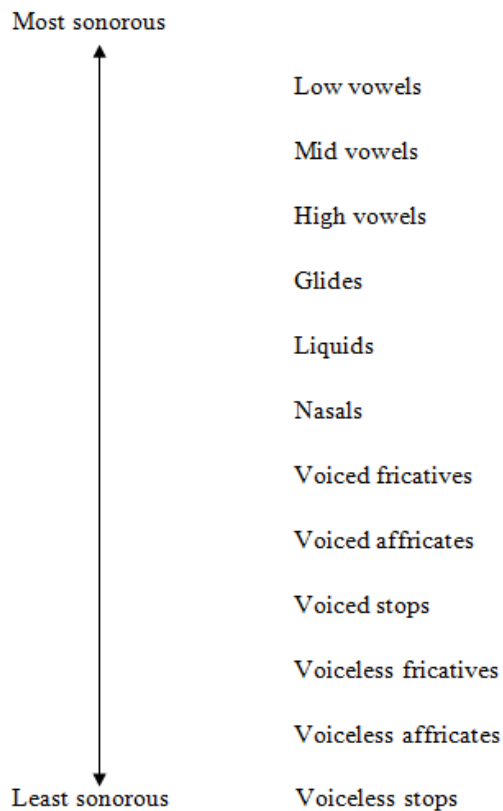 Most sonorous
Low vowels
Mid vowels
High vowels
Glides
Liquids
Nasals
Voiced fricatives
Voiced affricates
Voiced stops
Voiceless fricatives
Voiceless affricates
Least sonorous Voiceless stops